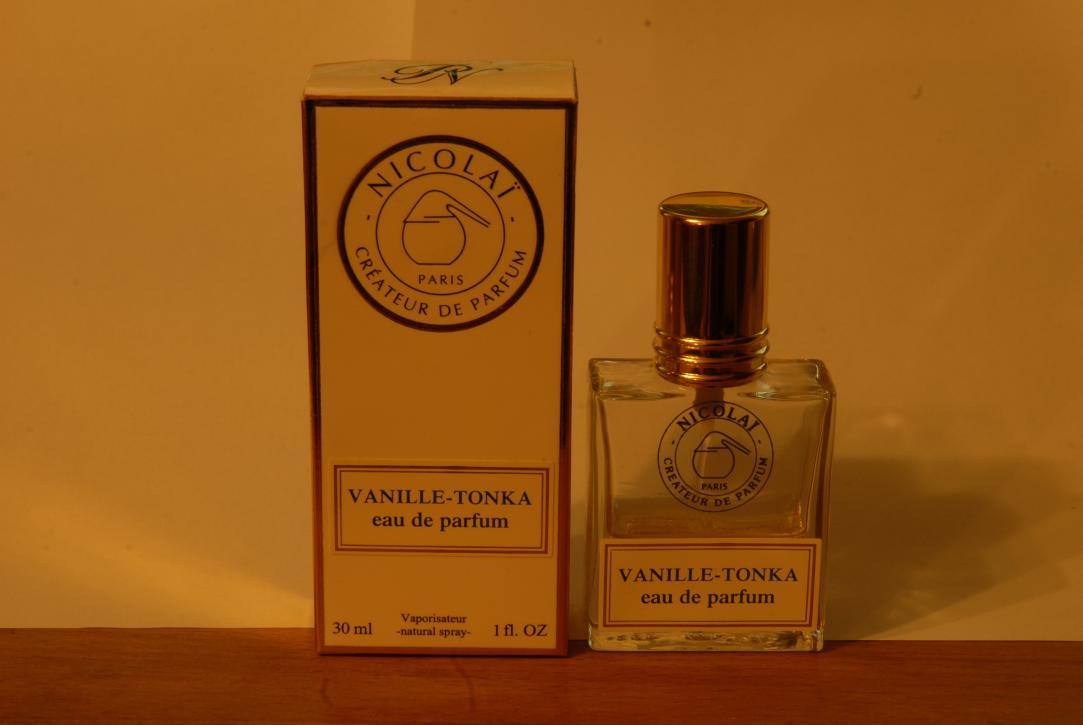 PN
NICOLAÏ
PARIS
- CRÉATEUR DE PARFUM -
VANILLE-TONKA
eau de parfum
30 ml
Vaporisateur
-natural spray-
1 fl. OZ
NICOLAÏ
PARIS
- CRÉATEUR DE PARFUM -
VANILLE-TONKA
eau de parfum